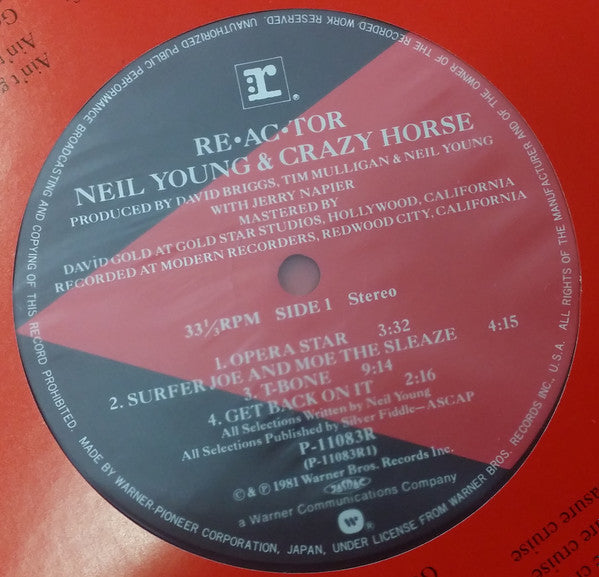 r
®
RE•AC•TOR
NEIL YOUNG & CRAZY HORSE
PRODUCED BY DAVID BRIGGS, TIM MULLIGAN & NEIL YOUNG
WITH JERRY NAPIER
MASTERED BY
DAVID GOLD AT GOLD STAR STUDIOS, HOLLYWOOD, CALIFORNIA
RECORDED AT MODERN RECORDERS, REDWOOD CITY, CALIFORNIA
33⅓RPM SIDE 1 Stereo
1. OPERA STAR 3:32
2. SURFER JOE AND MOE THE SLEAZE 4:15
3. T-BONE 9:14
4. GET BACK ON IT 2:16
All Selections Written by Neil Young
All Selections Published by Silver Fiddle—ASCAP
P-11083R
(P-11083R1)
© & ℗ 1981 Warner Bros. Records Inc.
a Warner Communications Company
W
MADE BY WARNER-PIONEER CORPORATION, JAPAN, UNDER LICENSE FROM WARNER BROS. RECORDS INC., U.S.A. ALL RIGHTS OF THE MANUFACTURER AND OF THE OWNER OF THE RECORDED WORK RESERVED. UNAUTHORIZED PUBLIC PERFORMANCE BROADCASTING AND COPYING OF THIS RECORD PROHIBITED.
Ain't g
Ain't
G
asure cruise
ure cruise